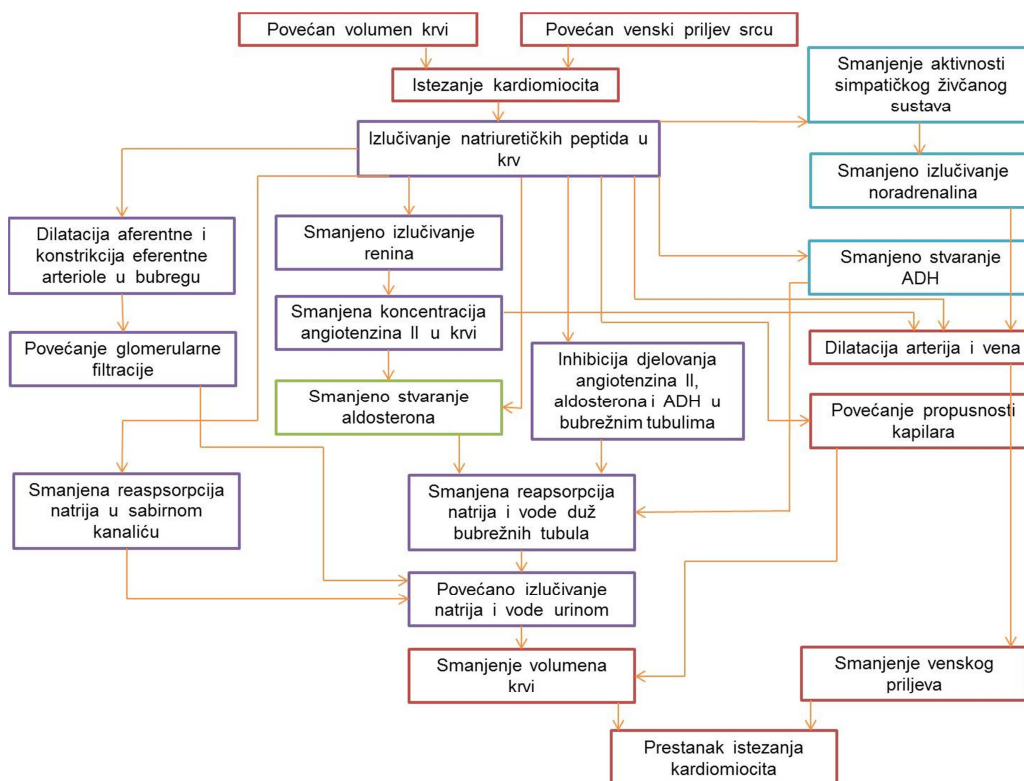 Povećan volumen krvi
Povećan venski priljev srcu
Istezanje kardiomiocita
Smanjenje aktivnosti
simpatičkog živčanog
sustava
Izlučivanje natriuretičkih peptida u
krv
Smanjeno izlučivanje
noradrenalina
Dilatacija aferentne i
konstrikcija eferentne
arteriole u bubregu
Smanjeno izlučivanje
renina
Smanjeno stvaranje
ADH
Smanjena koncentracija
angiotenzina II u krvi
Povećanje glomerularne
filtracije
Inhibicija djelovanja
angiotenzina II,
aldosterona i ADH u
bubrežnim tubulima
Dilatacija arterija i vena
Smanjeno stvaranje
aldosterona
Povećanje propusnosti
kapilara
Smanjena reaspsorpcija
natrija u sabirnom
kanaliću
Smanjena reapsorpcija
natrija i vode duž
bubrežnih tubula
Povećano izlučivanje
natrija i vode urinom
Smanjenje volumena
krvi
Smanjenje venskog
priljeva
Prestanak istezanja
kardiomiocita